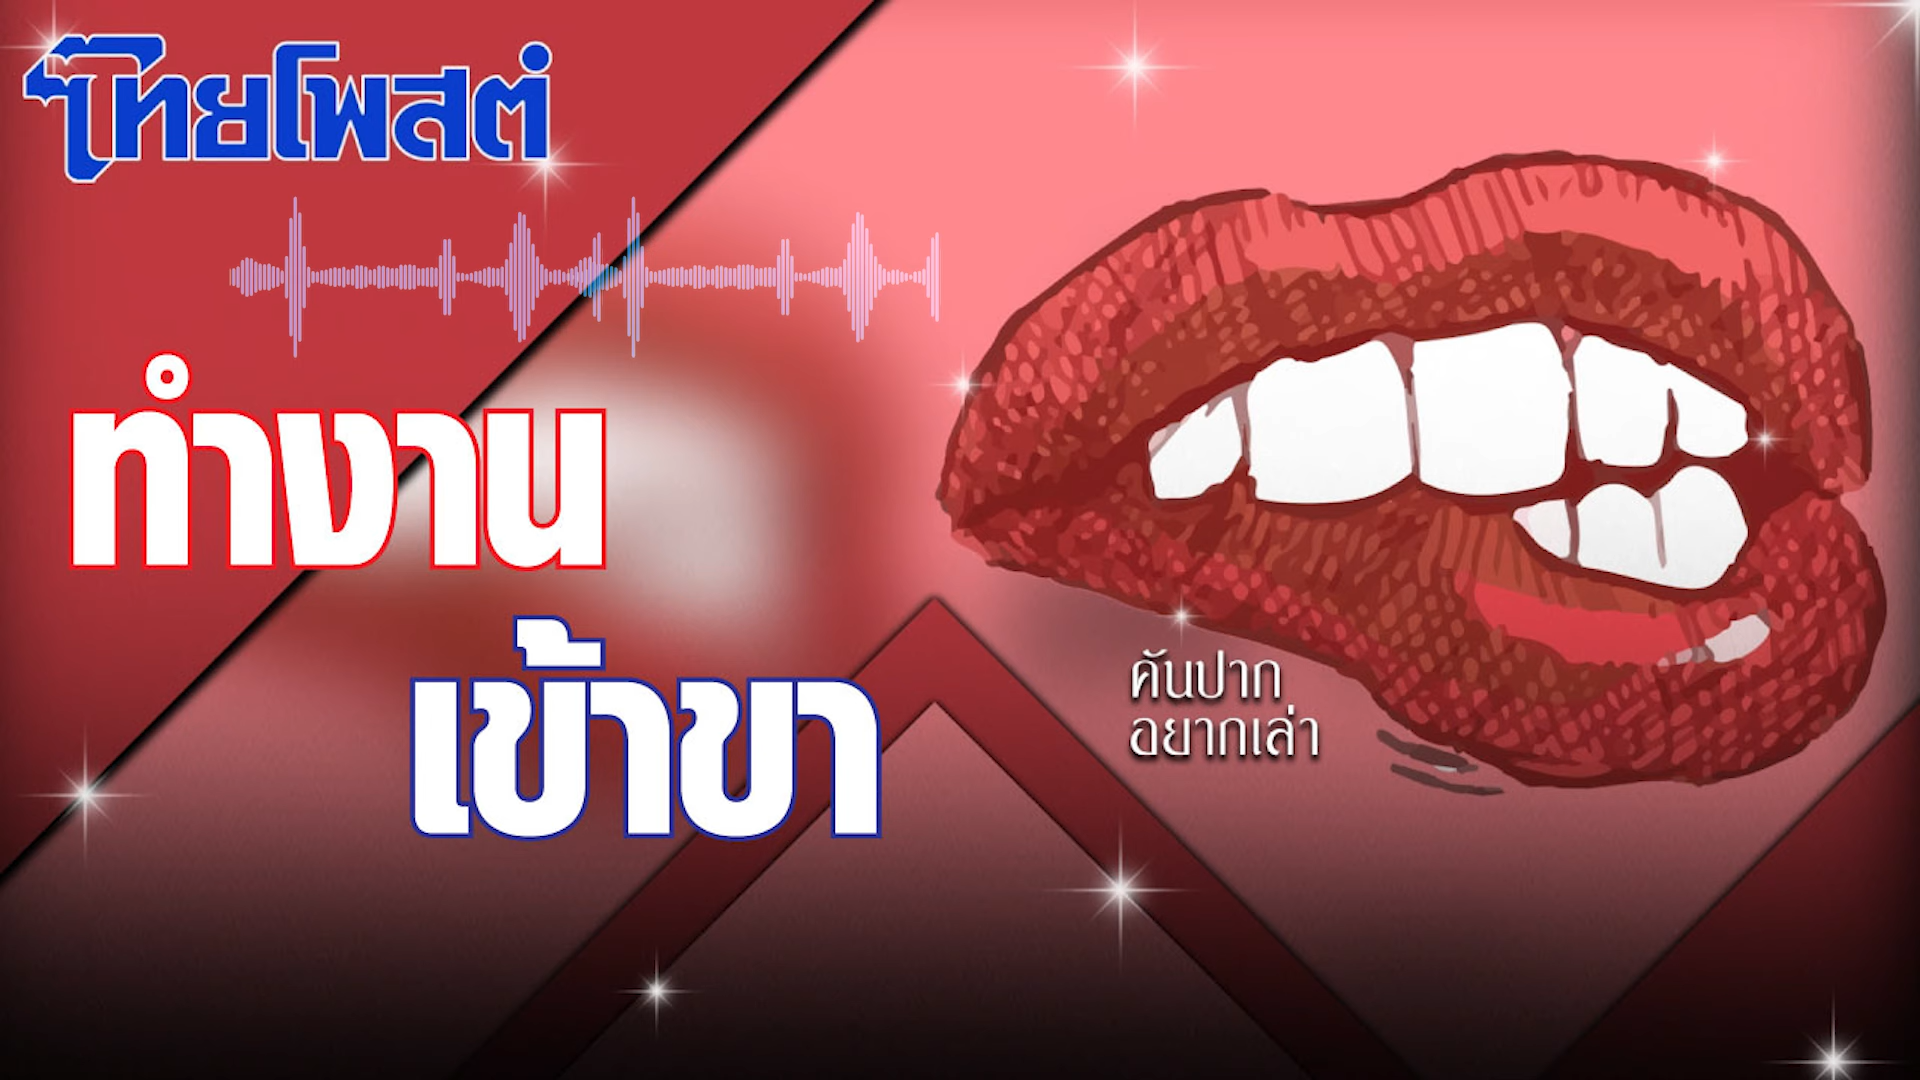 ไทยโพสต์
ทำงาน
เข้าขา
คันปาก
อยากเล่า